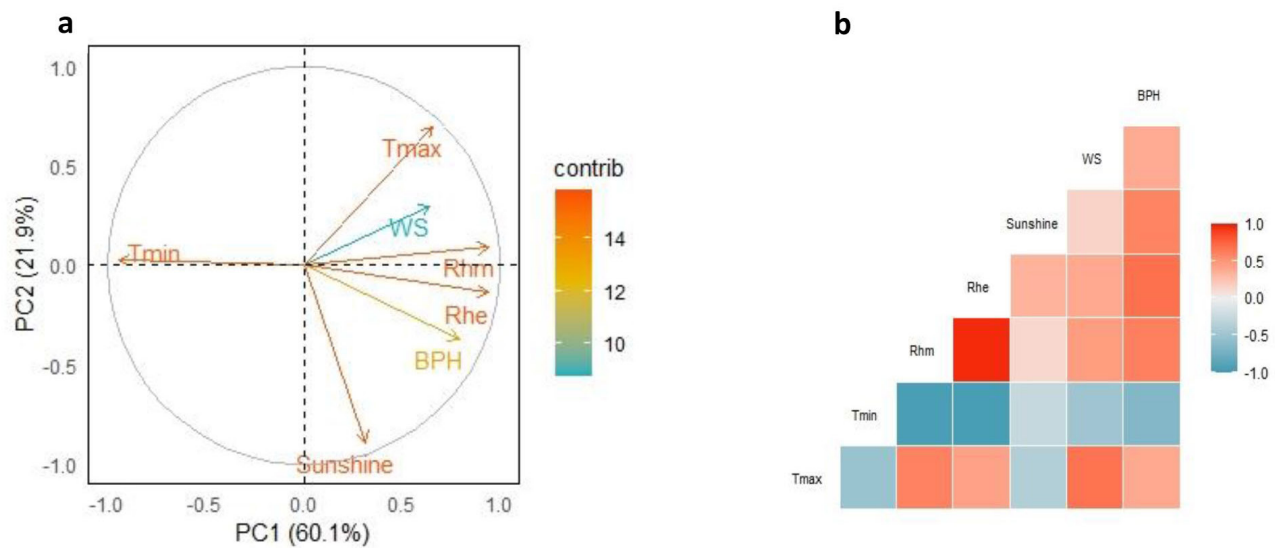 a
1.0
0.5
0.0
-0.5
-1.0
PC2 (21.9%)
Tmax
WS
Tmin
Rhm
Rhe
BPH
Sunshine
-1.0 -0.5 0.0 0.5 1.0
PC1 (60.1%)
contrib
14
12
10
b
BPH
WS
Sunshine
Rhe
Rhm
Tmin
Tmax
1.0
0.5
0.0
-0.5
-1.0